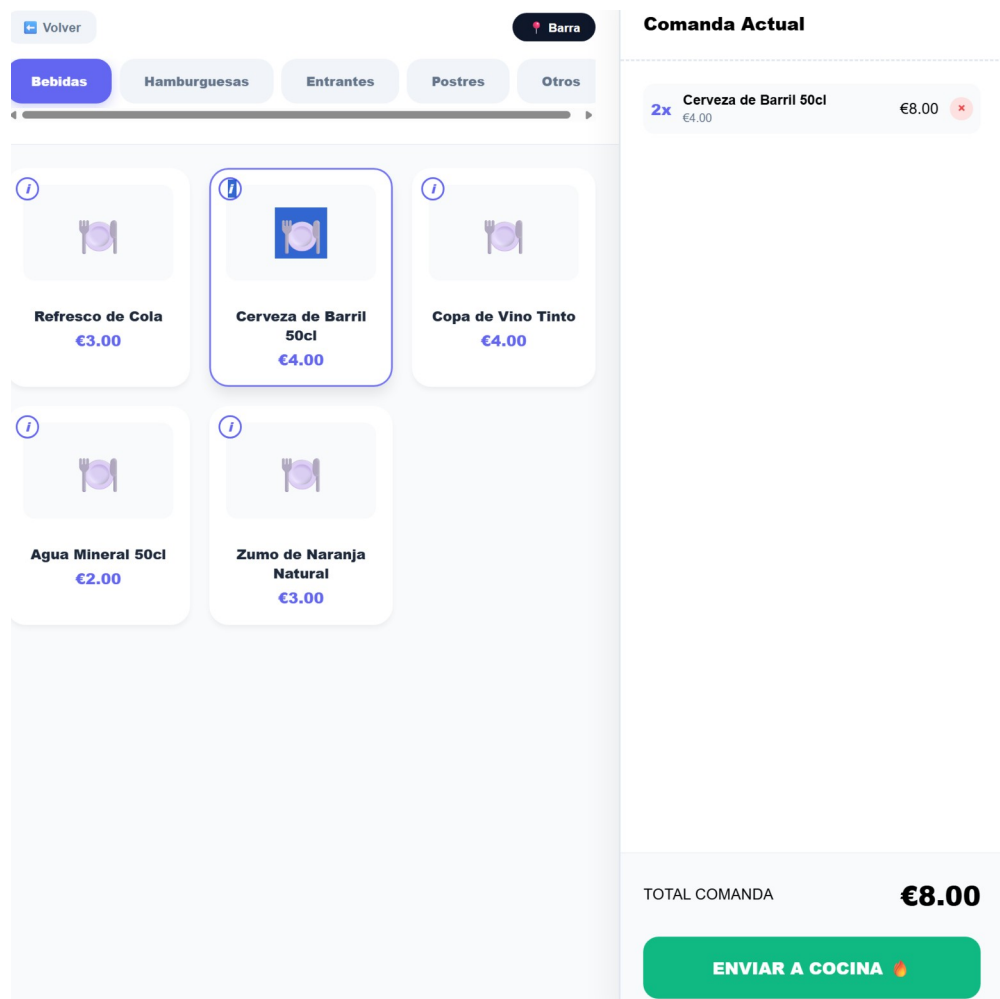 Volver
Barra
Bebidas
Hamburguesas
Entrantes
Postres
Otros
i
i
i
Refresco de Cola
€3.00
Cerveza de Barril
50cl
€4.00
Copa de Vino Tinto
€4.00
i
i
Agua Mineral 50cl
€2.00
Zumo de Naranja
Natural
€3.00
Comanda Actual
2x
Cerveza de Barril 50cl
€4.00
€8.00
TOTAL COMANDA
€8.00
ENVIAR A COCINA